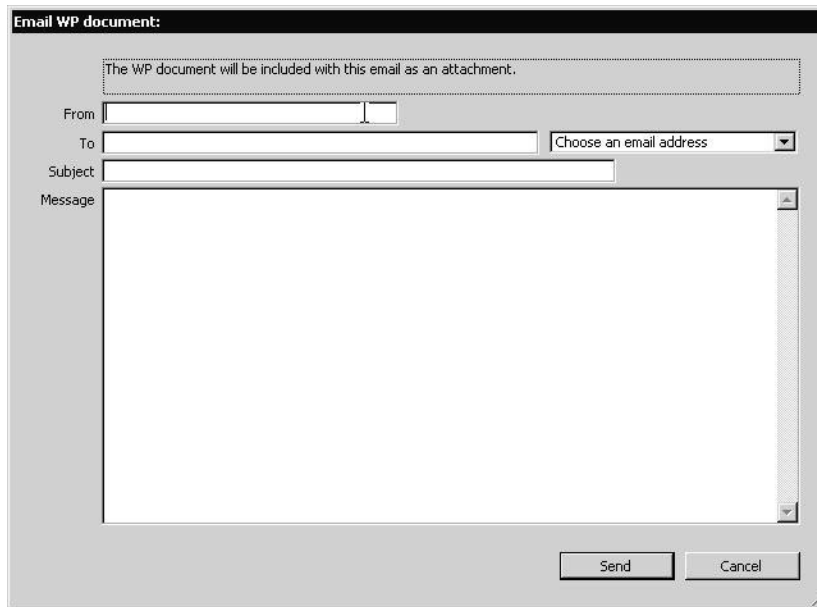 Email WP document:
The WP document will be included with this email as an attachment.
From
To
Choose an email address
Subject
Message
Send
Cancel